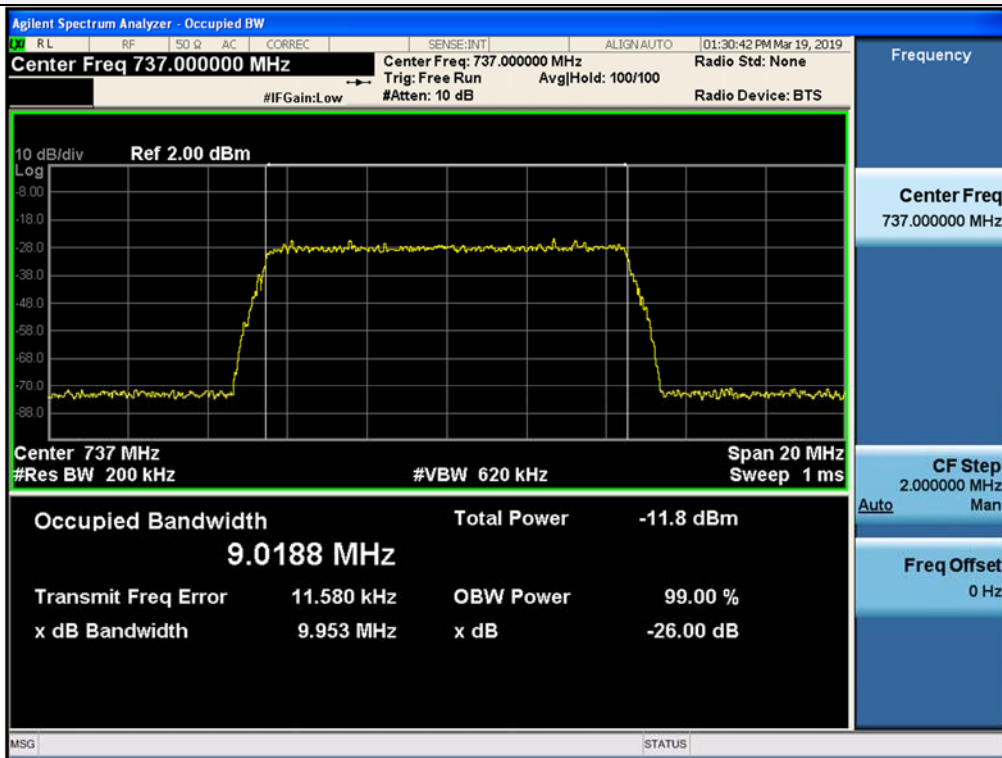 Agilent Spectrum Analyzer - Occupied BW
LXI RL RF 50 Ω AC CORREC SENSE:INT ALIGN AUTO 01:30:42 PM Mar 19, 2019
Center Freq 737.000000 MHz
Center Freq: 737.000000 MHz
Radio Std: None
Trig: Free Run Avg|Hold: 100/100
#IFGain:Low
#Atten: 10 dB
Radio Device: BTS
10 dB/div Ref 2.00 dBm
Log
-8.00
-18.0
-28.0
-38.0
-48.0
-58.0
-68.0
-78.0
-88.0
Center 737 MHz Span 20 MHz
#Res BW 200 kHz #VBW 620 kHz Sweep 1 ms
Occupied Bandwidth Total Power -11.8 dBm
9.0188 MHz
Transmit Freq Error 11.580 kHz OBW Power 99.00 %
x dB Bandwidth 9.953 MHz x dB -26.00 dB
MSG STATUS
Frequency
Center Freq
737.000000 MHz
CF Step
2.000000 MHz
Auto Man
Freq Offset
0 Hz